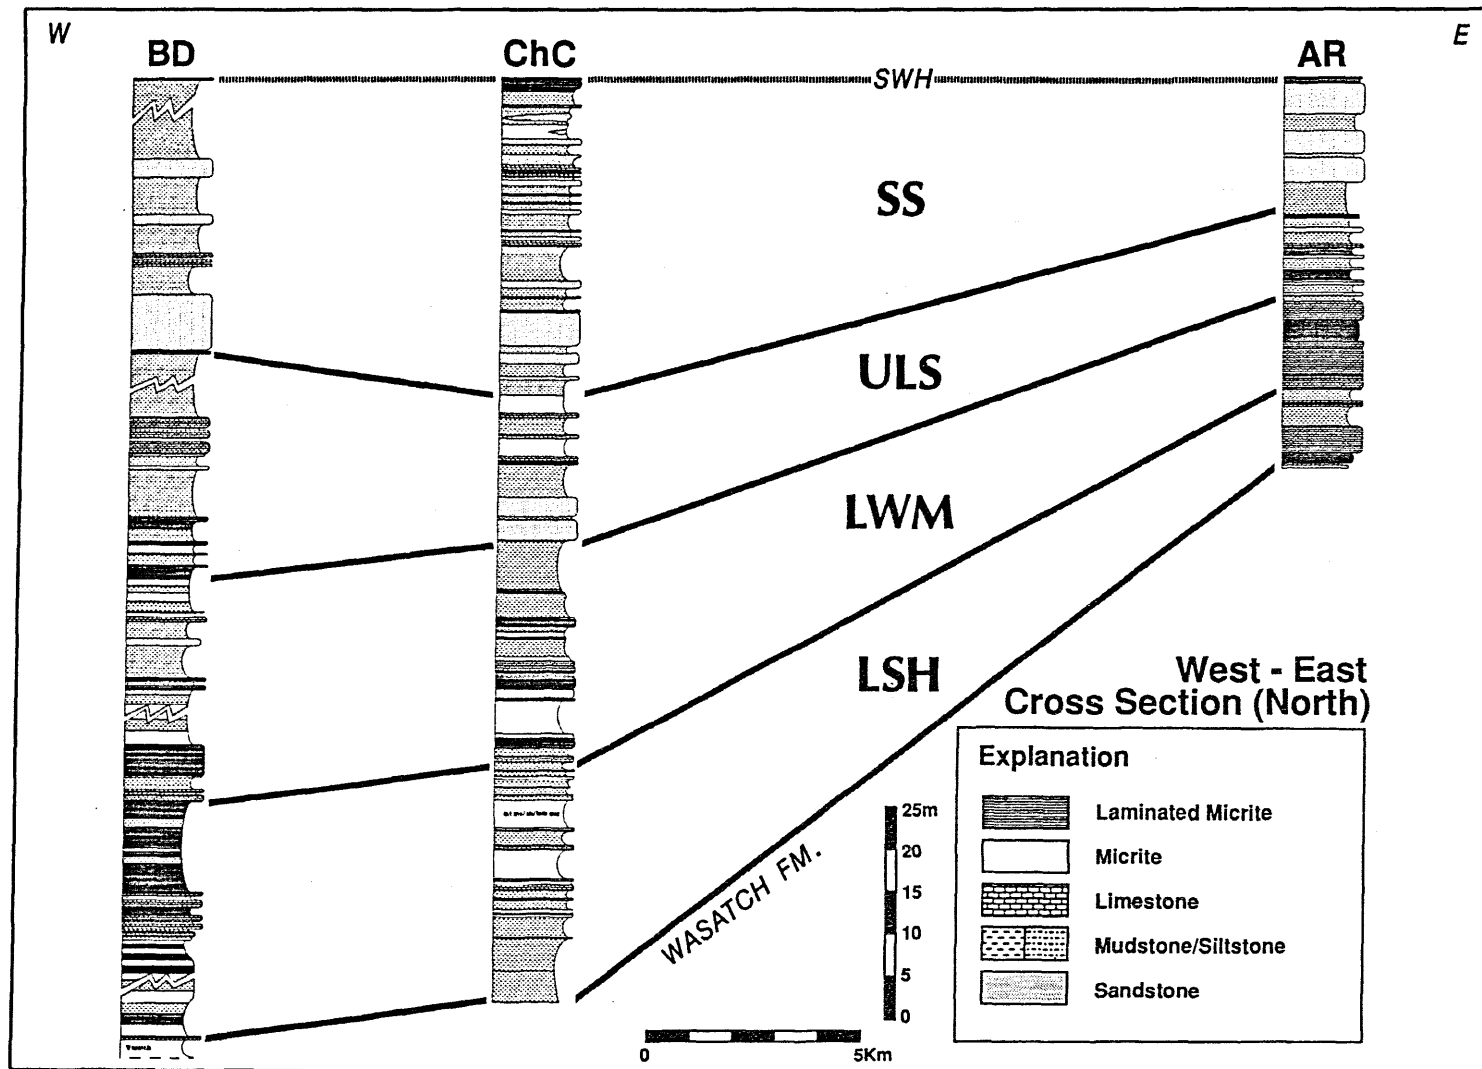 W
E
BD
ChC
AR
SWH
SS
ULS
LWM
LSH
WASATCH FM.
West - East
Cross Section (North)
Explanation
Laminated Micrite
Micrite
Limestone
Mudstone/Siltstone
Sandstone
25m
20
15
10
5
0
0
5Km